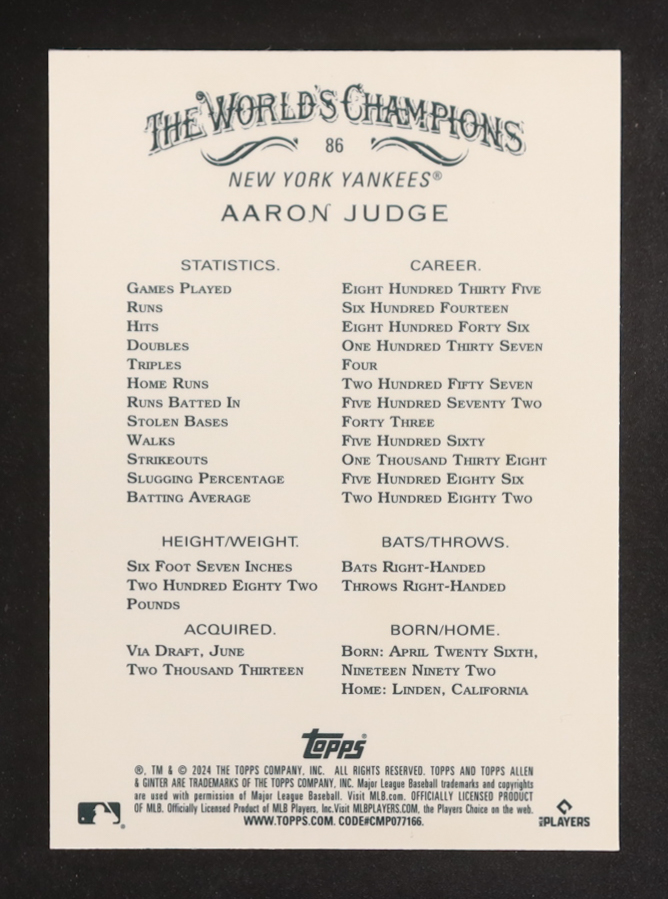 THE WORLD'S CHAMPIONS
86
NEW YORK YANKEES®
AARON JUDGE
STATISTICS. CAREER.
GAMES PLAYED EIGHT HUNDRED THIRTY FIVE
RUNS SIX HUNDRED FOURTEEN
HITS EIGHT HUNDRED FORTY SIX
DOUBLES ONE HUNDRED THIRTY SEVEN
TRIPLES FOUR
HOME RUNS TWO HUNDRED FIFTY SEVEN
RUNS BATTED IN FIVE HUNDRED SEVENTY TWO
STOLEN BASES FORTY THREE
WALKS FIVE HUNDRED SIXTY
STRIKEOUTS ONE THOUSAND THIRTY EIGHT
SLUGGING PERCENTAGE FIVE HUNDRED EIGHTY SIX
BATTING AVERAGE TWO HUNDRED EIGHTY TWO
HEIGHT/WEIGHT.
SIX FOOT SEVEN INCHES
TWO HUNDRED EIGHTY TWO
POUNDS
BATS/THROWS.
BATS RIGHT-HANDED
THROWS RIGHT-HANDED
ACQUIRED.
VIA DRAFT, JUNE
TWO THOUSAND THIRTEEN
BORN/HOME.
BORN: APRIL TWENTY SIXTH,
NINETEEN NINETY TWO
HOME: LINDEN, CALIFORNIA
topps®
®, TM & © 2024 THE TOPPS COMPANY, INC. ALL RIGHTS RESERVED. TOPPS AND TOPPS ALLEN
& GINTER ARE TRADEMARKS OF THE TOPPS COMPANY, INC. Major League Baseball trademarks and copyrights
are used with permission of Major League Baseball. Visit MLB.com. OFFICIALLY LICENSED PRODUCT
OF MLB. Officially Licensed Product of MLB Players, Inc.Visit MLBPLAYERS.COM, the Players Choice on the web.
WWW.TOPPS.COM. CODE#CMP077166.
®
MLB PLAYERS